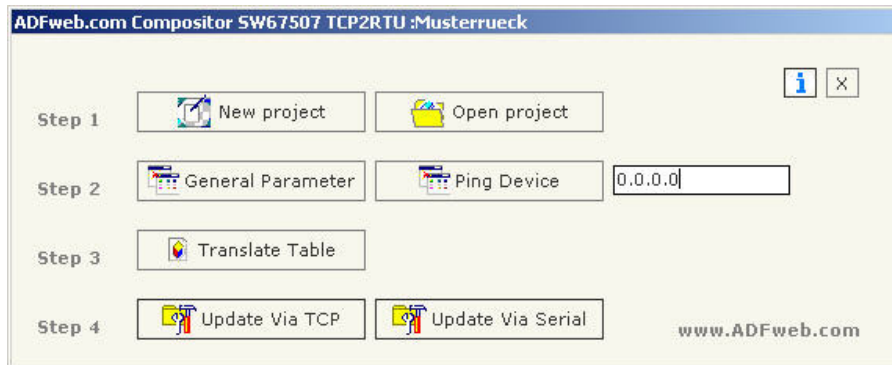 ADFweb.com Compositor SW67507 TCP2RTU :Musterrueck
i X
Step 1 New project Open project
Step 2 General Parameter Ping Device 0.0.0.0
Step 3 Translate Table
Step 4 Update Via TCP Update Via Serial
www.ADFweb.com